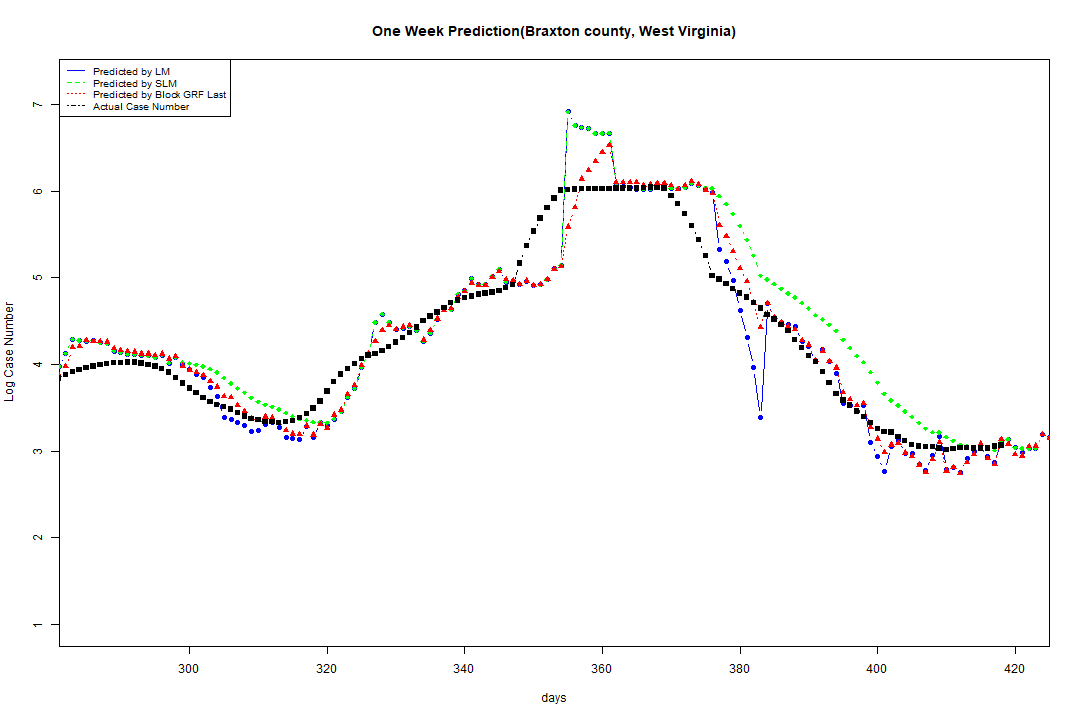 One Week Prediction(Braxton county, West Virginia)
Predicted by LM
Predicted by SLM
Predicted by Block GRF Last
Actual Case Number
7
6
5
4
3
2
1
Log Case Number
300 320 340 360 380 400 420
days